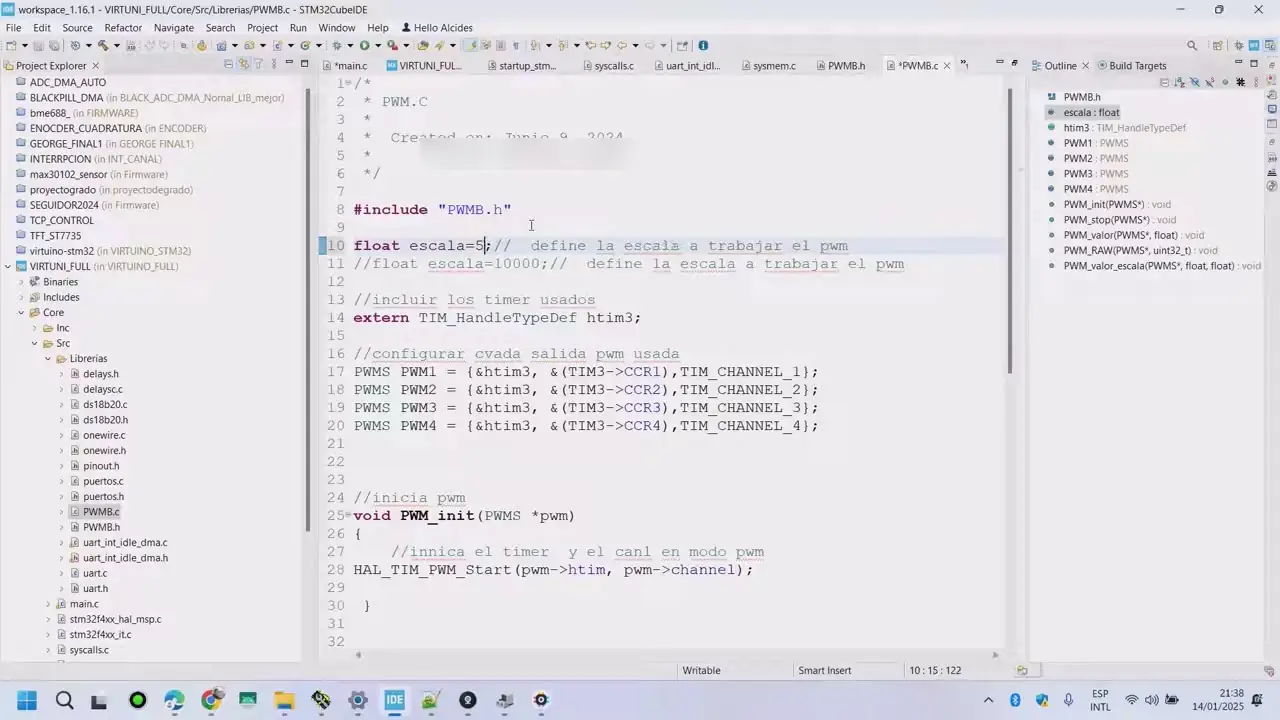 workspace_1.16.1 - VIRTUNI_FULL/Core/Src/Librerias/PWMB.c - STM32CubeIDE
File Edit Source Refactor Navigate Search Project Run Window Help Hello Alcides
Project Explorer
*main.c VIRTUNI_FUL... startup_stm... syscalls.c uart_int_idl... sysmem.c PWMB.h *PWMB.c
Outline Build Targets
ADC_DMA_AUTO
BLACKPILL_DMA (in BLACK_ADC_DMA_Nornal_LIB_mejor)
bme688_ (in FIRMWARE)
ENOCDER_CUADRATURA (in ENCODER)
GEORGE_FINAL1 (in GEORGE FINAL1)
INTERRPCION (in INT_CANAL)
max30102_sensor (in Firmware)
proyectogrado (in proyectodegrado)
SEGUIDOR2024 (in Firmware)
TCP_CONTROL
TFT_ST7735
virtuino-stm32 (in VIRTUINO_STM32)
VIRTUNI_FULL (in VIRTUINO_FULL)
Binaries
Includes
Core
Inc
Src
Librerias
delays.h
delaysc.c
ds18b20.c
ds18b20.h
onewire.c
onewire.h
pinout.h
puertos.c
puertos.h
PWMB.c
PWMB.h
uart_int_idle_dma.c
uart_int_idle_dma.h
uart.c
uart.h
main.c
stm32f4xx_hal_msp.c
stm32f4xx_it.c
syscalls.c
1 /*
2 * PWM.C
3 *
4 * Created on: Junio 9, 2024
5 *
6 */
7
8 #include "PWMB.h"
9
10 float escala=5;// define la escala a trabajar el pwm
11 //float escala=10000;// define la escala a trabajar el pwm
12
13 //incluir los timer usados
14 extern TIM_HandleTypeDef htim3;
15
16 //configurar cvada salida pwm usada
17 PWMS PWM1 = {&htim3, &(TIM3->CCR1),TIM_CHANNEL_1};
18 PWMS PWM2 = {&htim3, &(TIM3->CCR2),TIM_CHANNEL_2};
19 PWMS PWM3 = {&htim3, &(TIM3->CCR3),TIM_CHANNEL_3};
20 PWMS PWM4 = {&htim3, &(TIM3->CCR4),TIM_CHANNEL_4};
21
22
23
24 //inicia pwm
25 void PWM_init(PWMS *pwm)
26 {
27 //innica el timer y el canl en modo pwm
28 HAL_TIM_PWM_Start(pwm->htim, pwm->channel);
29
30 }
31
32
PWMB.h
escala : float
htim3 : TIM_HandleTypeDef
PWM1 : PWMS
PWM2 : PWMS
PWM3 : PWMS
PWM4 : PWMS
PWM_init(PWMS*) : void
PWM_stop(PWMS*) : void
PWM_valor(PWMS*, float) : void
PWM_RAW(PWMS*, uint32_t) : void
PWM_valor_escala(PWMS*, float, float) : void
Writable Smart Insert 10 : 15 : 122
IDE
ESP
INTL
21:38
14/01/2025